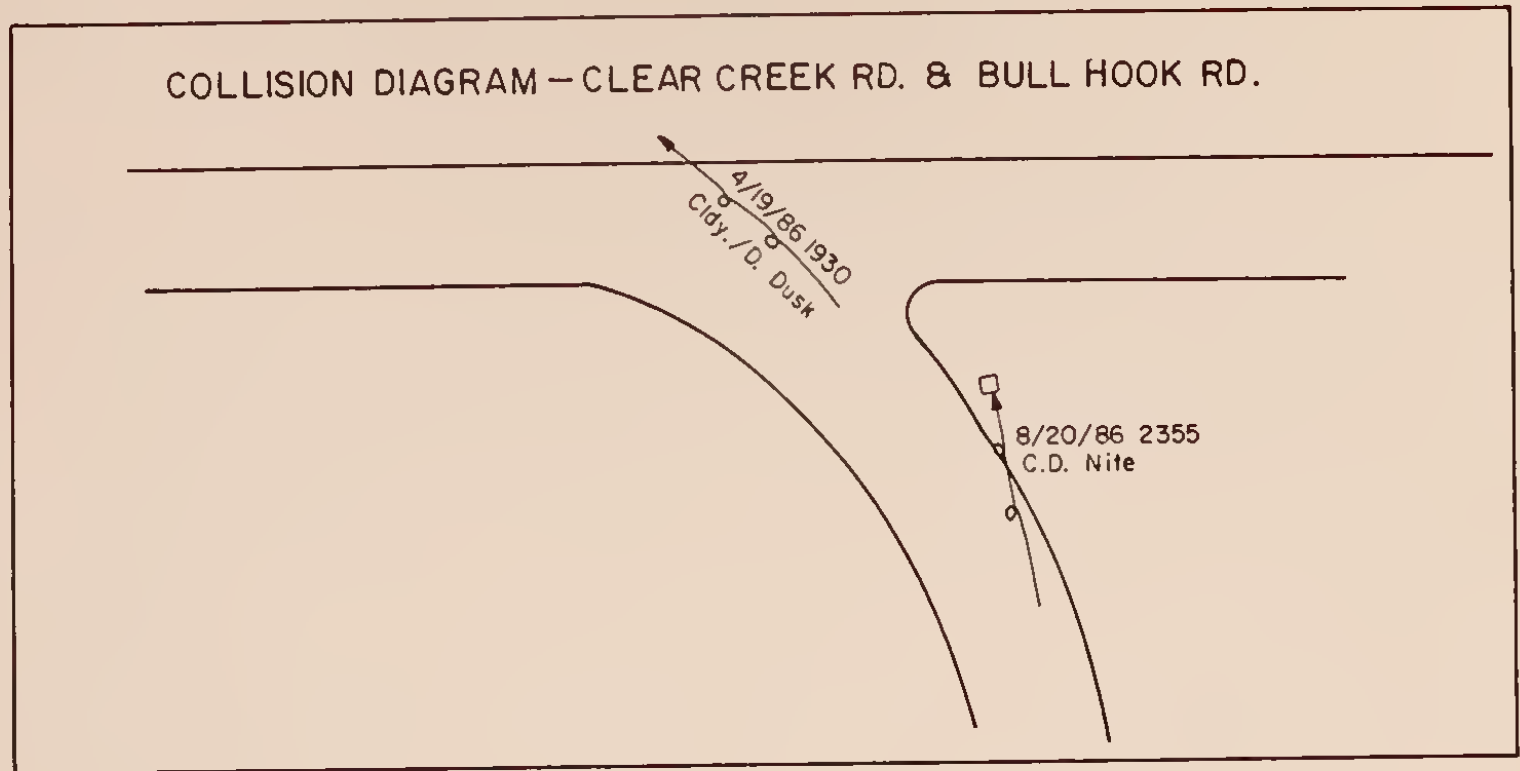 COLLISION DIAGRAM — CLEAR CREEK RD. & BULL HOOK RD.
4/19/86 1930
Cldy./D. Dusk
8/20/86 2355
C.D. Nite